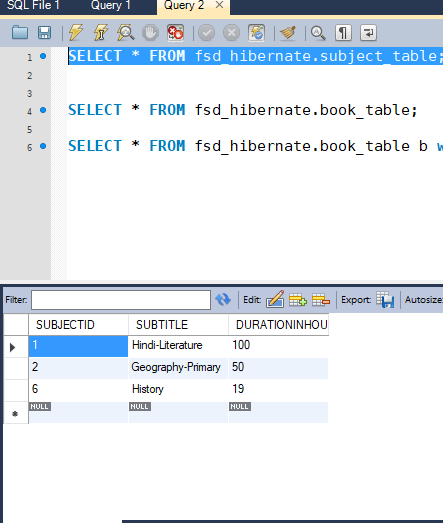 SQL File 1 Query 1 Query 2 ×
1 SELECT * FROM fsd_hibernate.subject_table;
2
3
4 SELECT * FROM fsd_hibernate.book_table;
5
6 SELECT * FROM fsd_hibernate.book_table b w
Filter: Edit: Export: Autosize:
SUBJECTID SUBTITLE DURATIONINHOU
1 Hindi-Literature 100
2 Geography-Primary 50
6 History 19
NULL NULL NULL